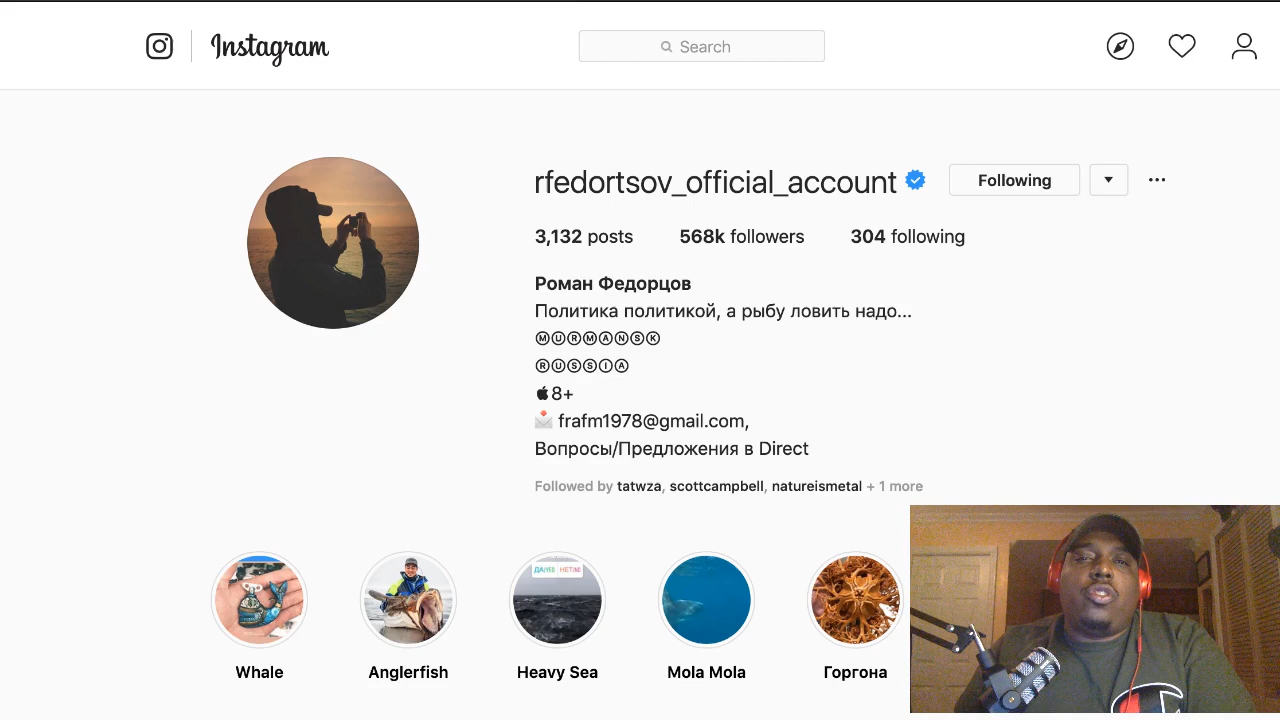 Instagram
Search
rfedortsov_official_account
Following
3,132 posts 568k followers 304 following
Роман Федорцов
Политика политикой, а рыбу ловить надо...
ⓂⓊⓇⓂⒶⓃⓈⓀ
ⓇⓊⓈⓈⒾⒶ
8+
frafm1978@gmail.com,
Вопросы/Предложения в Direct
Followed by tatwza, scottcampbell, natureismetal + 1 more
Whale
Anglerfish
Heavy Sea
Mola Mola
Горгона